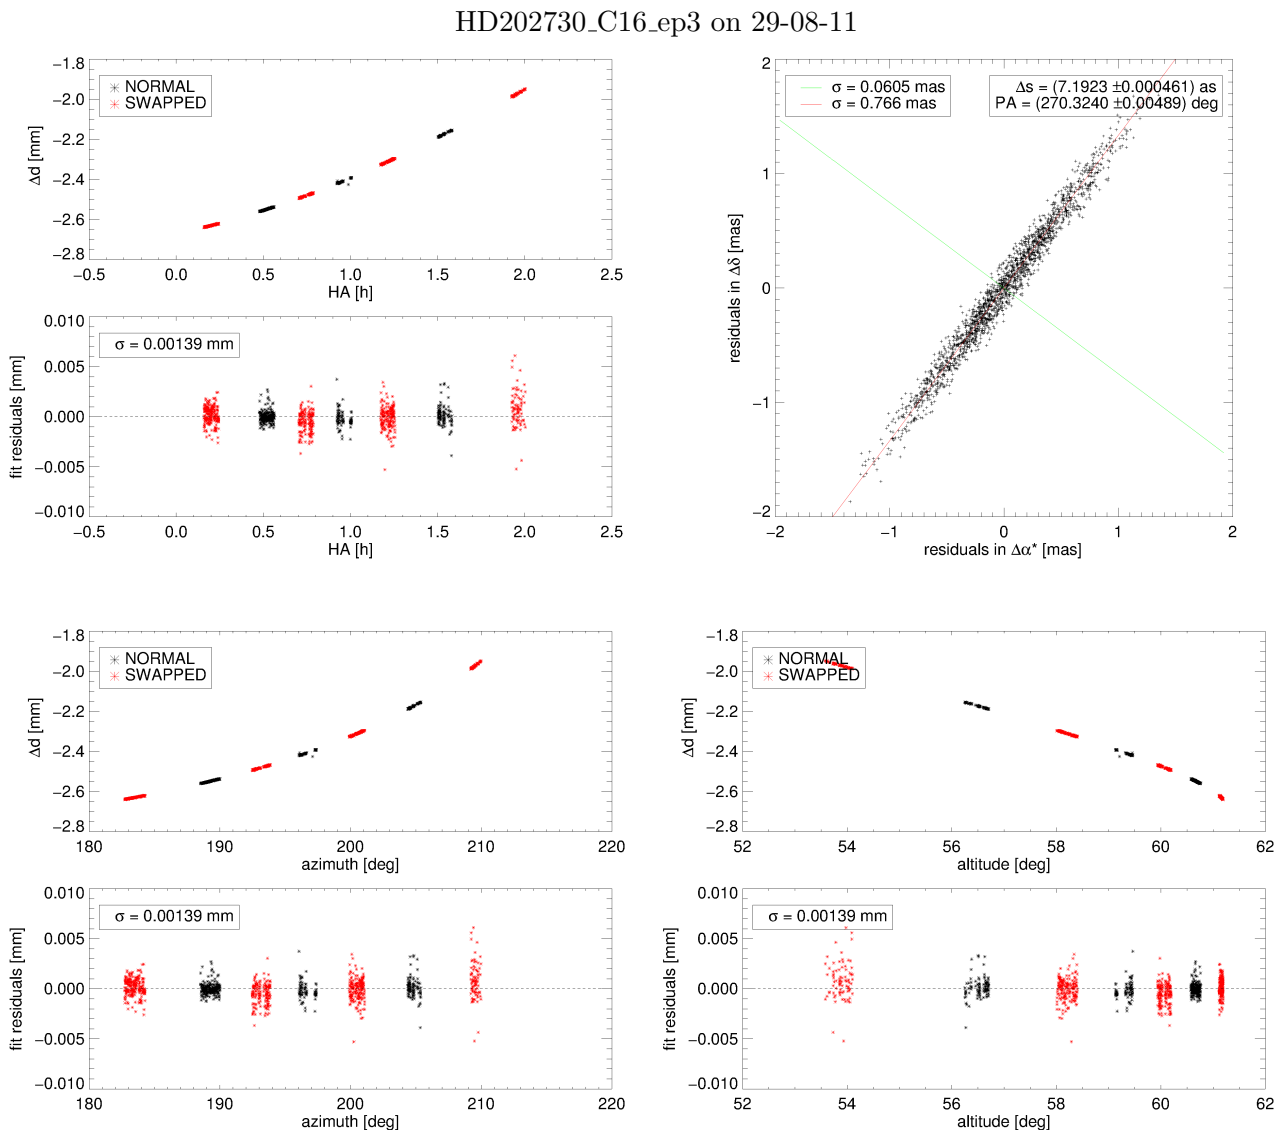 HD202730_C16_ep3 on 29-08-11
−1.8
−2.0
−2.2
−2.4
−2.6
−2.8
Δd [mm]
NORMAL
SWAPPED
−0.5 0.0 0.5 1.0 1.5 2.0 2.5
HA [h]
0.010
0.005
0.000
−0.005
−0.010
fit residuals [mm]
σ = 0.00139 mm
−0.5 0.0 0.5 1.0 1.5 2.0 2.5
HA [h]
2
1
0
−1
−2
residuals in Δδ [mas]
σ = 0.0605 mas
σ = 0.766 mas
Δs = (7.1923 ±0.000461) as
PA = (270.3240 ±0.00489) deg
−2 −1 0 1 2
residuals in Δα* [mas]
−1.8
−2.0
−2.2
−2.4
−2.6
−2.8
Δd [mm]
NORMAL
SWAPPED
180 190 200 210 220
azimuth [deg]
0.010
0.005
0.000
−0.005
−0.010
fit residuals [mm]
σ = 0.00139 mm
180 190 200 210 220
azimuth [deg]
−1.8
−2.0
−2.2
−2.4
−2.6
−2.8
Δd [mm]
NORMAL
SWAPPED
52 54 56 58 60 62
altitude [deg]
0.010
0.005
0.000
−0.005
−0.010
fit residuals [mm]
σ = 0.00139 mm
52 54 56 58 60 62
altitude [deg]